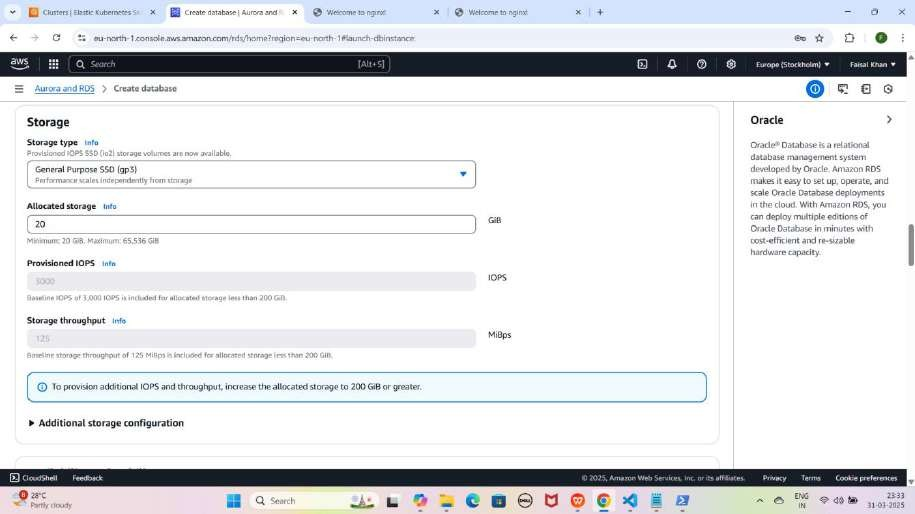 Clusters | Elastic Kubernetes Se
Create database | Aurora and R
Welcome to nginx!
Welcome to nginx!
eu-north-1.console.aws.amazon.com/rds/home?region=eu-north-1#launch-dbinstance:
F
aws
Search
[Alt+S]
Europe (Stockholm)
Faisal Khan
Aurora and RDS
Create database
Storage
Storage type Info
Provisioned IOPS SSD (io2) storage volumes are now available.
General Purpose SSD (gp3)
Performance scales independently from storage
Allocated storage Info
20
GiB
Minimum: 20 GiB. Maximum: 65,536 GiB
Provisioned IOPS Info
3000
IOPS
Baseline IOPS of 3,000 IOPS is included for allocated storage less than 200 GiB.
Storage throughput Info
125
MiBps
Baseline storage throughput of 125 MiBps is included for allocated storage less than 200 GiB.
To provision additional IOPS and throughput, increase the allocated storage to 200 GiB or greater.
Additional storage configuration
Oracle
Oracle® Database is a relational
database management system
developed by Oracle. Amazon RDS
makes it easy to set up, operate, and
scale Oracle Database deployments
in the cloud. With Amazon RDS, you
can deploy multiple editions of
Oracle Database in minutes with
cost-efficient and re-sizable
hardware capacity.
CloudShell
Feedback
© 2025, Amazon Web Services, Inc. or its affiliates.
Privacy
Terms
Cookie preferences
6
28°C
Partly cloudy
Search
DELL
ENG
IN
23:33
31-03-2025